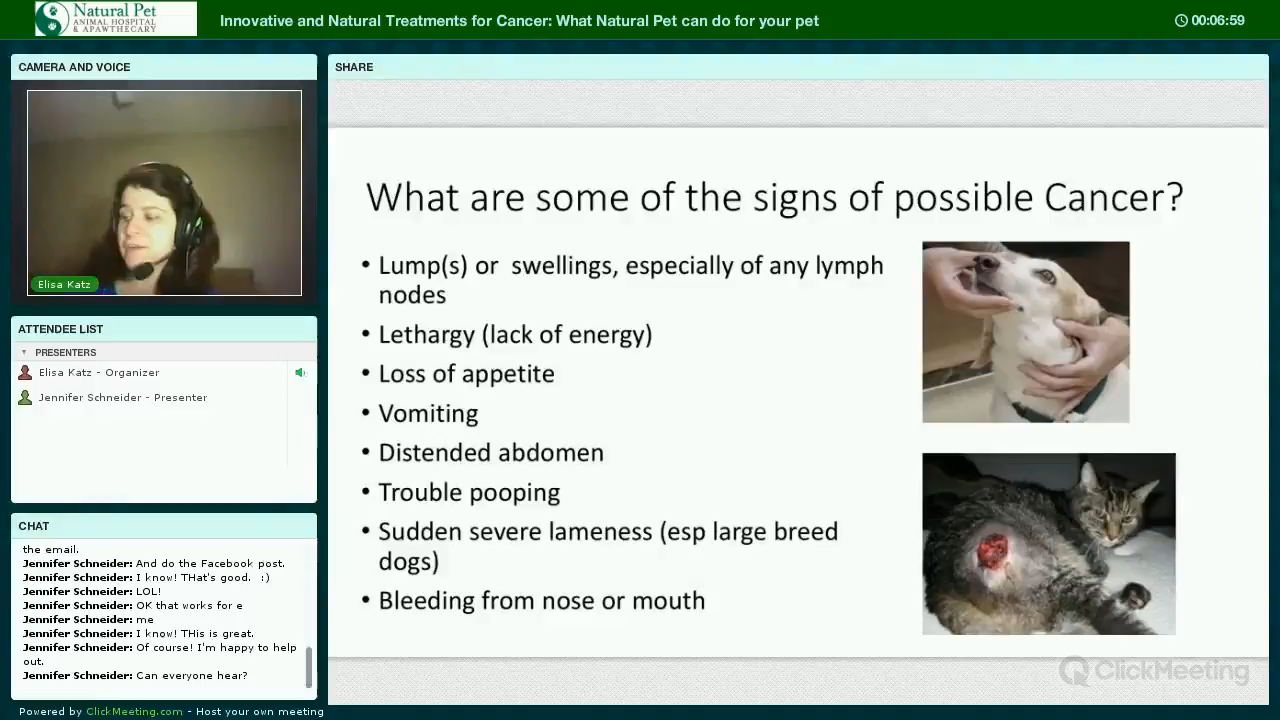 Natural Pet
ANIMAL HOSPITAL
& APAWTHECARY
Innovative and Natural Treatments for Cancer: What Natural Pet can do for your pet
00:06:59
CAMERA AND VOICE
Elisa Katz
ATTENDEE LIST
PRESENTERS
Elisa Katz - Organizer
Jennifer Schneider - Presenter
CHAT
the email.
Jennifer Schneider: And do the Facebook post.
Jennifer Schneider: I know! THat's good. :)
Jennifer Schneider: LOL!
Jennifer Schneider: OK that works for e
Jennifer Schneider: me
Jennifer Schneider: I know! THis is great.
Jennifer Schneider: Of course! I'm happy to help
out.
Jennifer Schneider: Can everyone hear?
SHARE
What are some of the signs of possible Cancer?
• Lump(s) or swellings, especially of any lymph
nodes
• Lethargy (lack of energy)
• Loss of appetite
• Vomiting
• Distended abdomen
• Trouble pooping
• Sudden severe lameness (esp large breed
dogs)
• Bleeding from nose or mouth
ClickMeeting
Powered by ClickMeeting.com - Host your own meeting